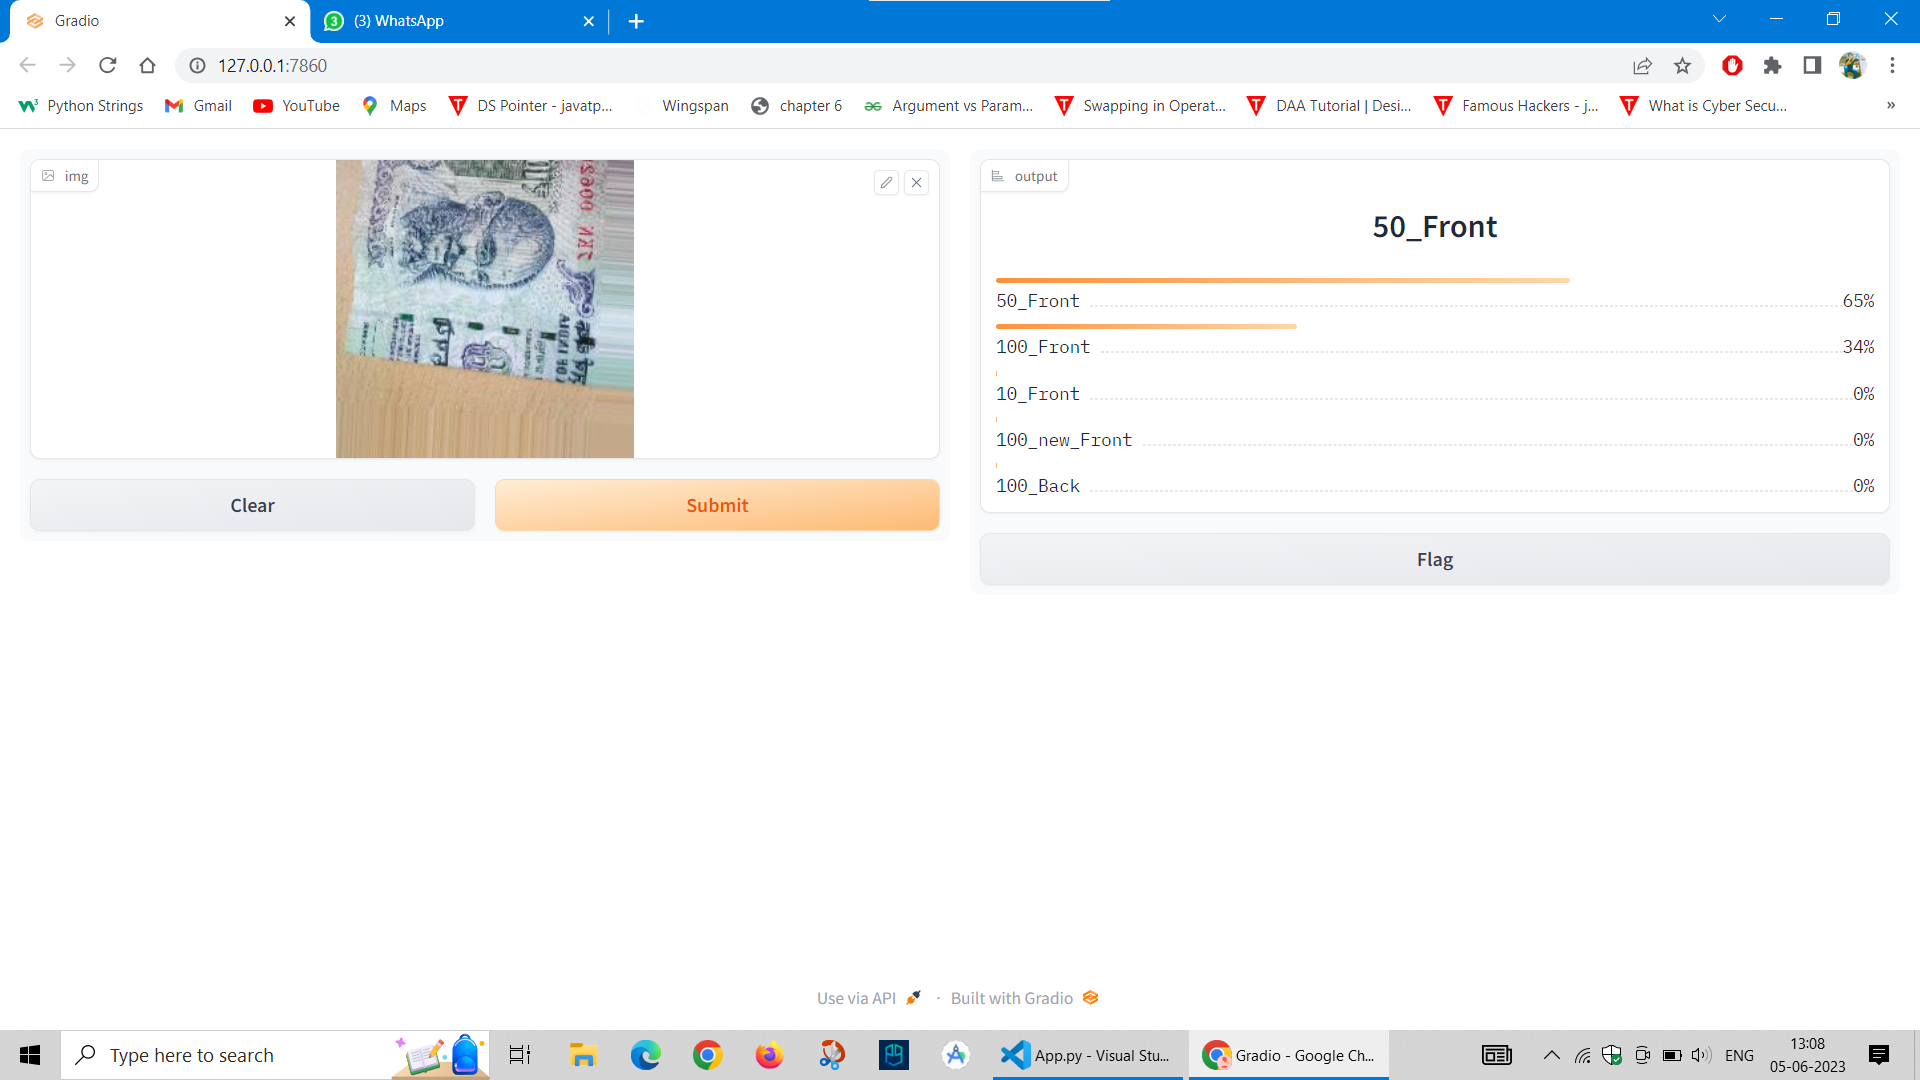 Gradio
(3) WhatsApp
127.0.0.1:7860
Python Strings
Gmail
YouTube
Maps
DS Pointer - javatp...
Wingspan
chapter 6
Argument vs Param...
Swapping in Operat...
DAA Tutorial | Desi...
Famous Hackers - j...
What is Cyber Secu...
»
img
output
50_Front
50_Front 65%
100_Front 34%
10_Front 0%
100_new_Front 0%
100_Back 0%
Clear
Submit
Flag
Use via API · Built with Gradio
Type here to search
App.py - Visual Stu...
Gradio - Google Ch...
ENG
13:08
05-06-2023